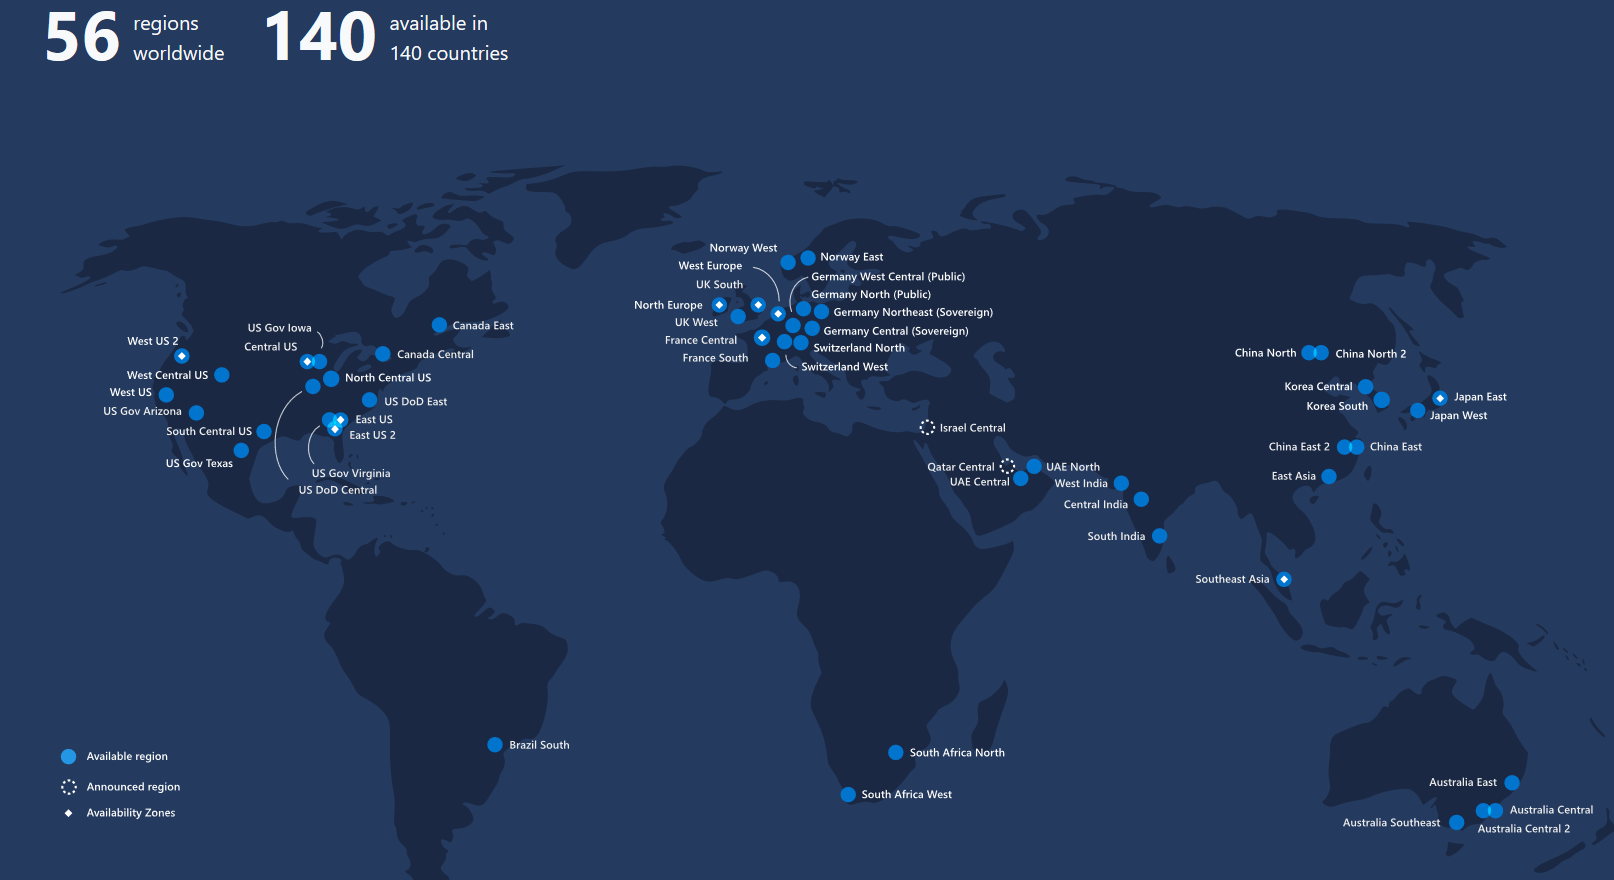 56 regions worldwide
140 available in 140 countries
Norway West
Norway East
West Europe
Germany West Central (Public)
UK South
Germany North (Public)
North Europe
Germany Northeast (Sovereign)
UK West
Germany Central (Sovereign)
France Central
Switzerland North
France South
Switzerland West
Canada East
US Gov Iowa
West US 2
Central US
Canada Central
West Central US
North Central US
West US
US DoD East
US Gov Arizona
East US
South Central US
East US 2
US Gov Texas
US Gov Virginia
US DoD Central
China North
China North 2
Korea Central
Japan East
Korea South
Japan West
Israel Central
China East 2
China East
Qatar Central
UAE North
East Asia
UAE Central
West India
Central India
South India
Southeast Asia
Brazil South
South Africa North
South Africa West
Australia East
Australia Central
Australia Southeast
Australia Central 2
Available region
Announced region
Availability Zones